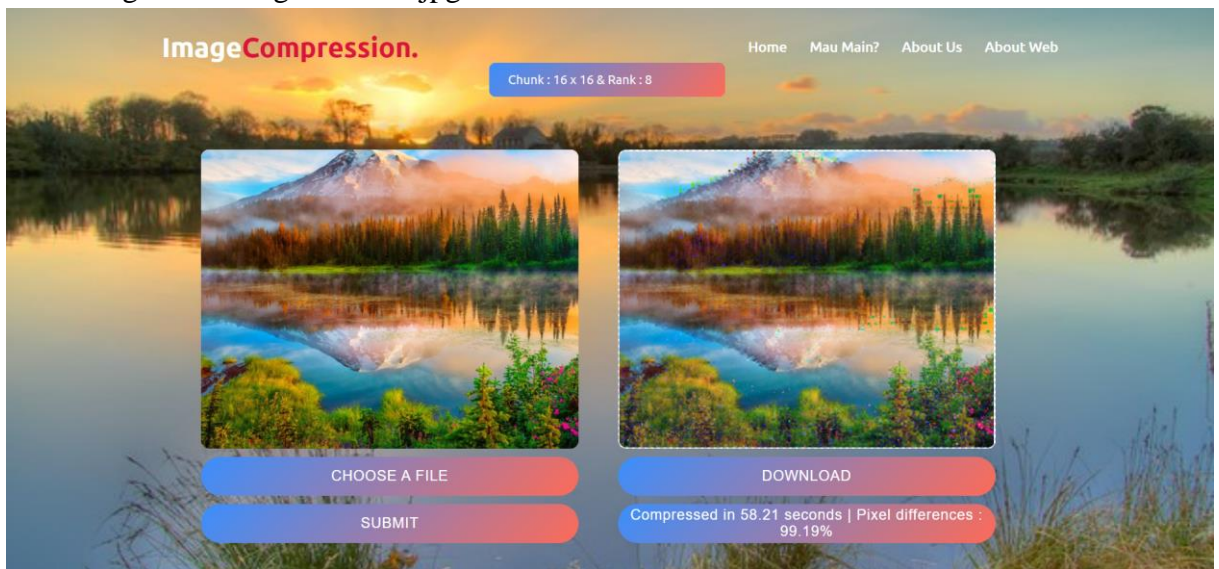 ImageCompression.
Home Mau Main? About Us About Web
Chunk : 16 x 16 & Rank : 8
CHOOSE A FILE
DOWNLOAD
SUBMIT
Compressed in 58.21 seconds | Pixel differences :
99.19%